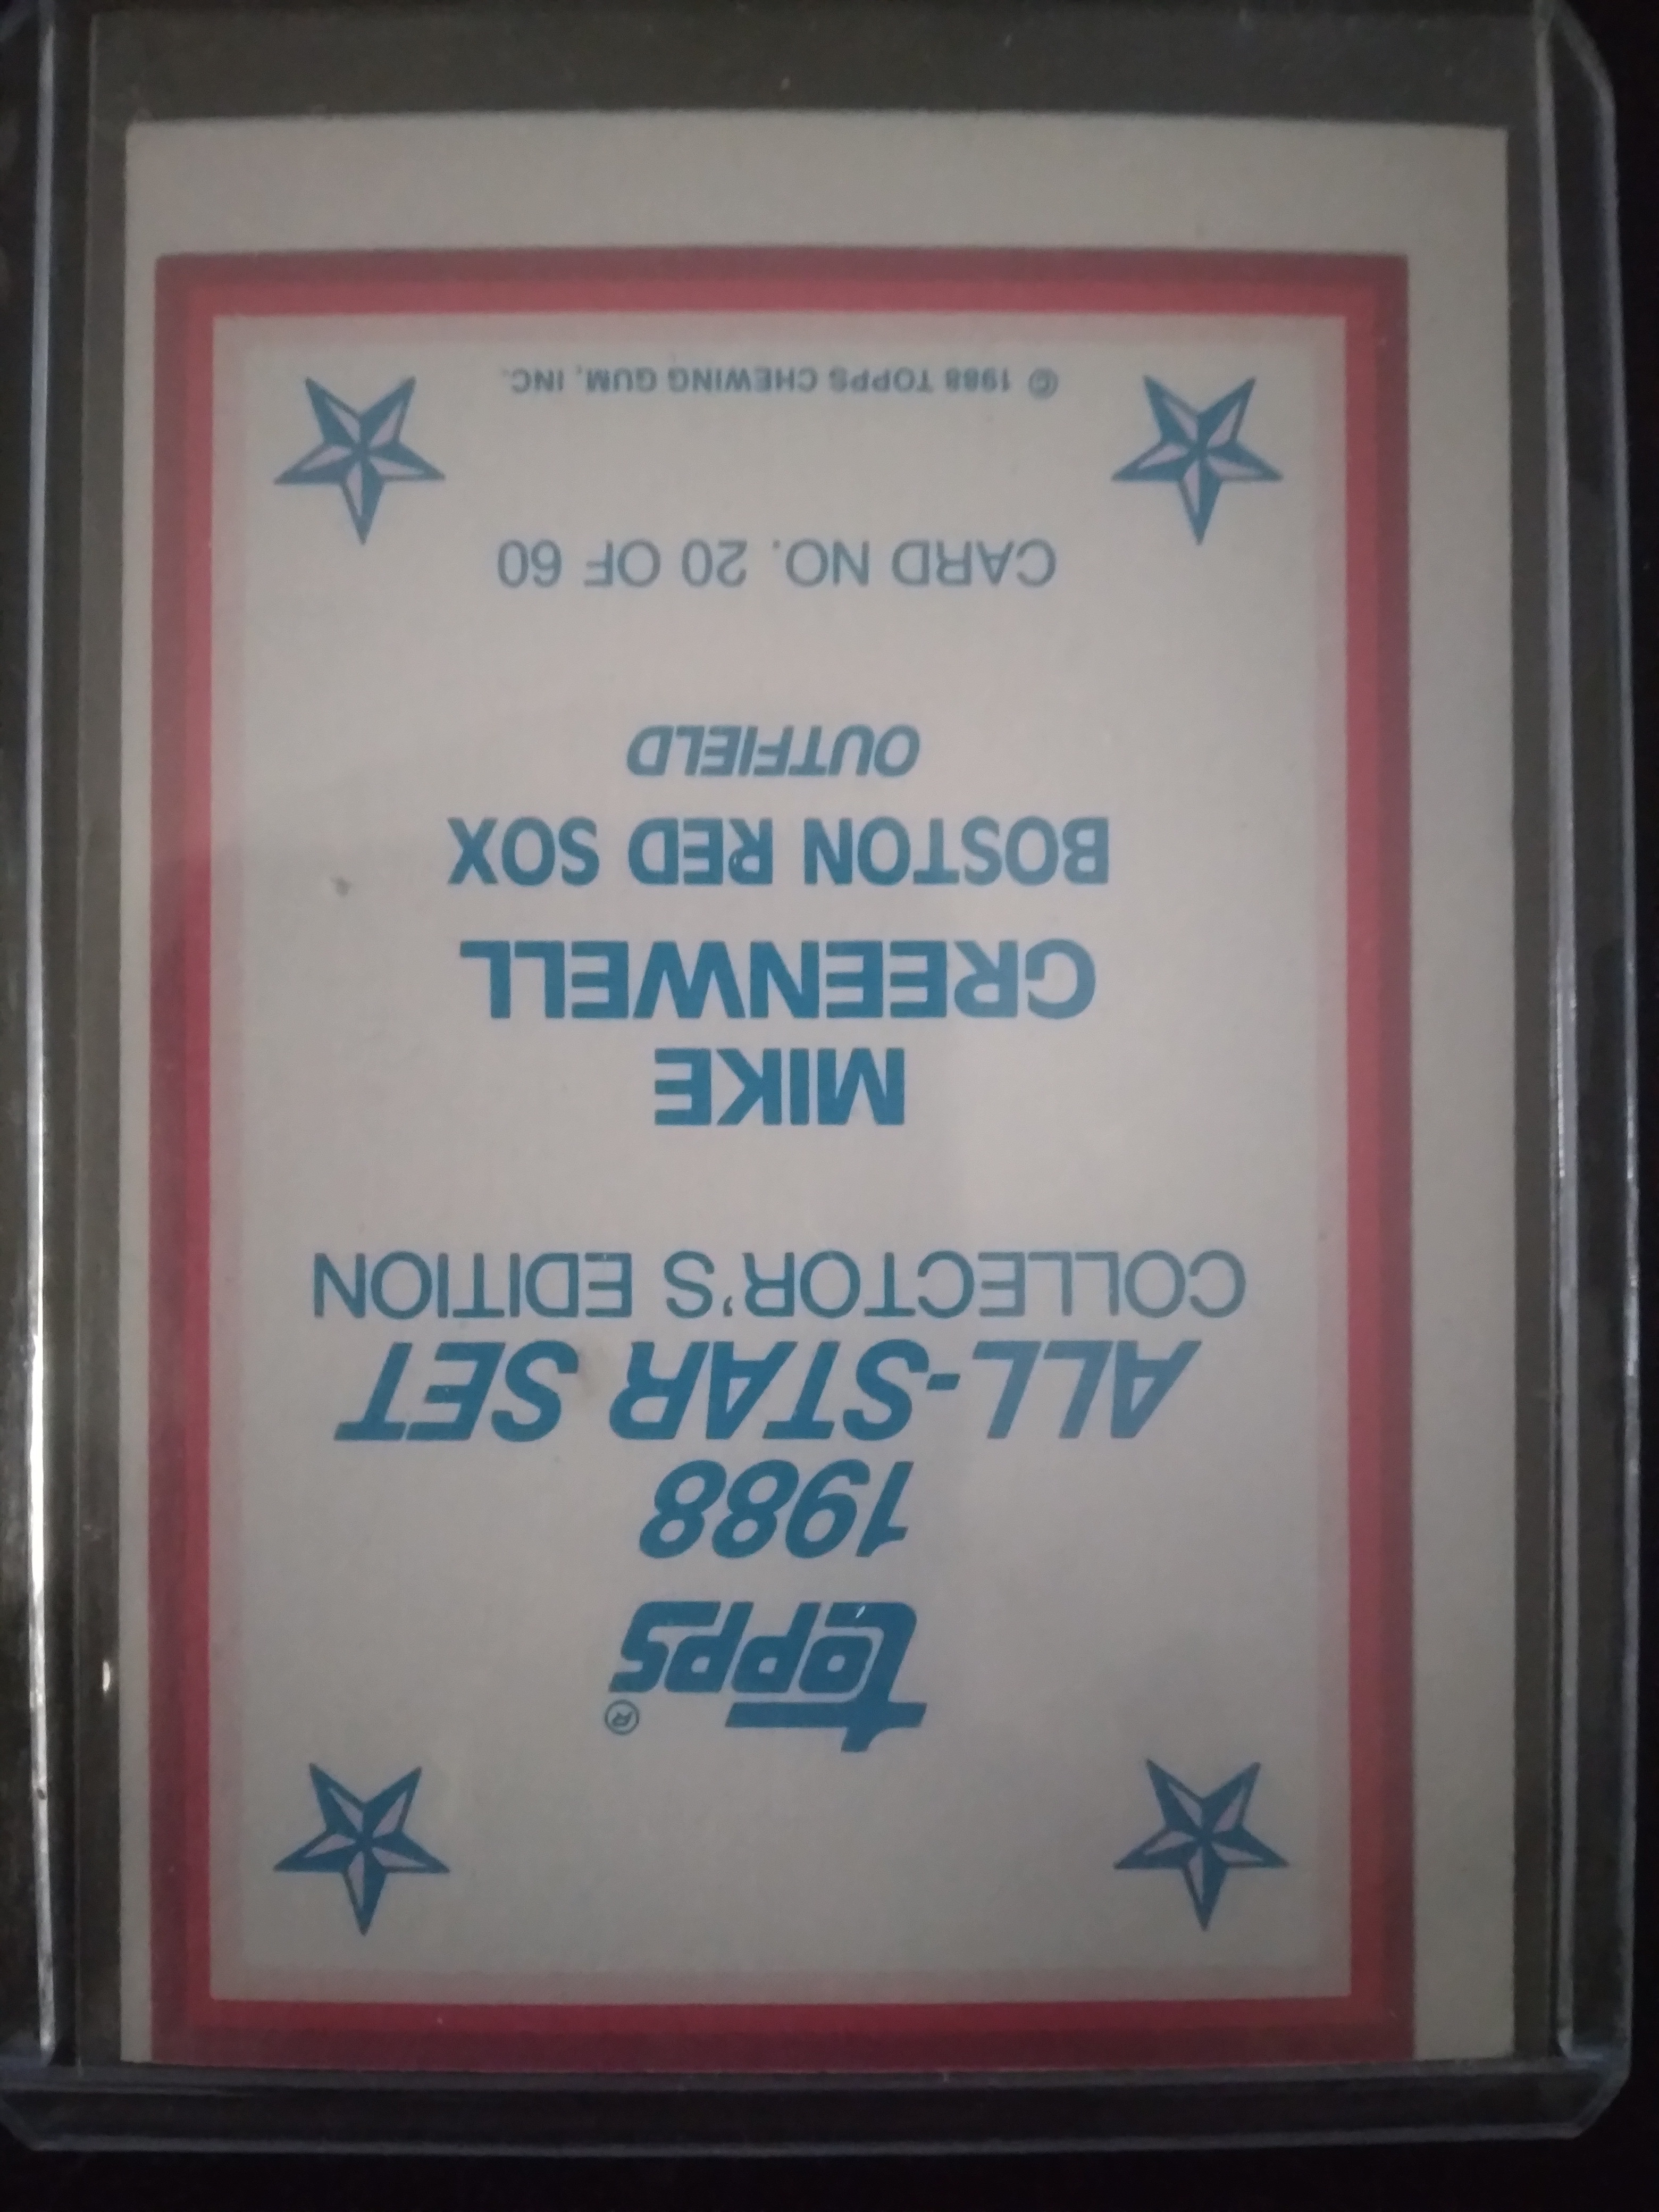 topps®
1988
ALL-STAR SET
COLLECTOR'S EDITION
MIKE
GREENWELL
BOSTON RED SOX
OUTFIELD
CARD NO. 20 OF 60
© 1988 TOPPS CHEWING GUM, INC.